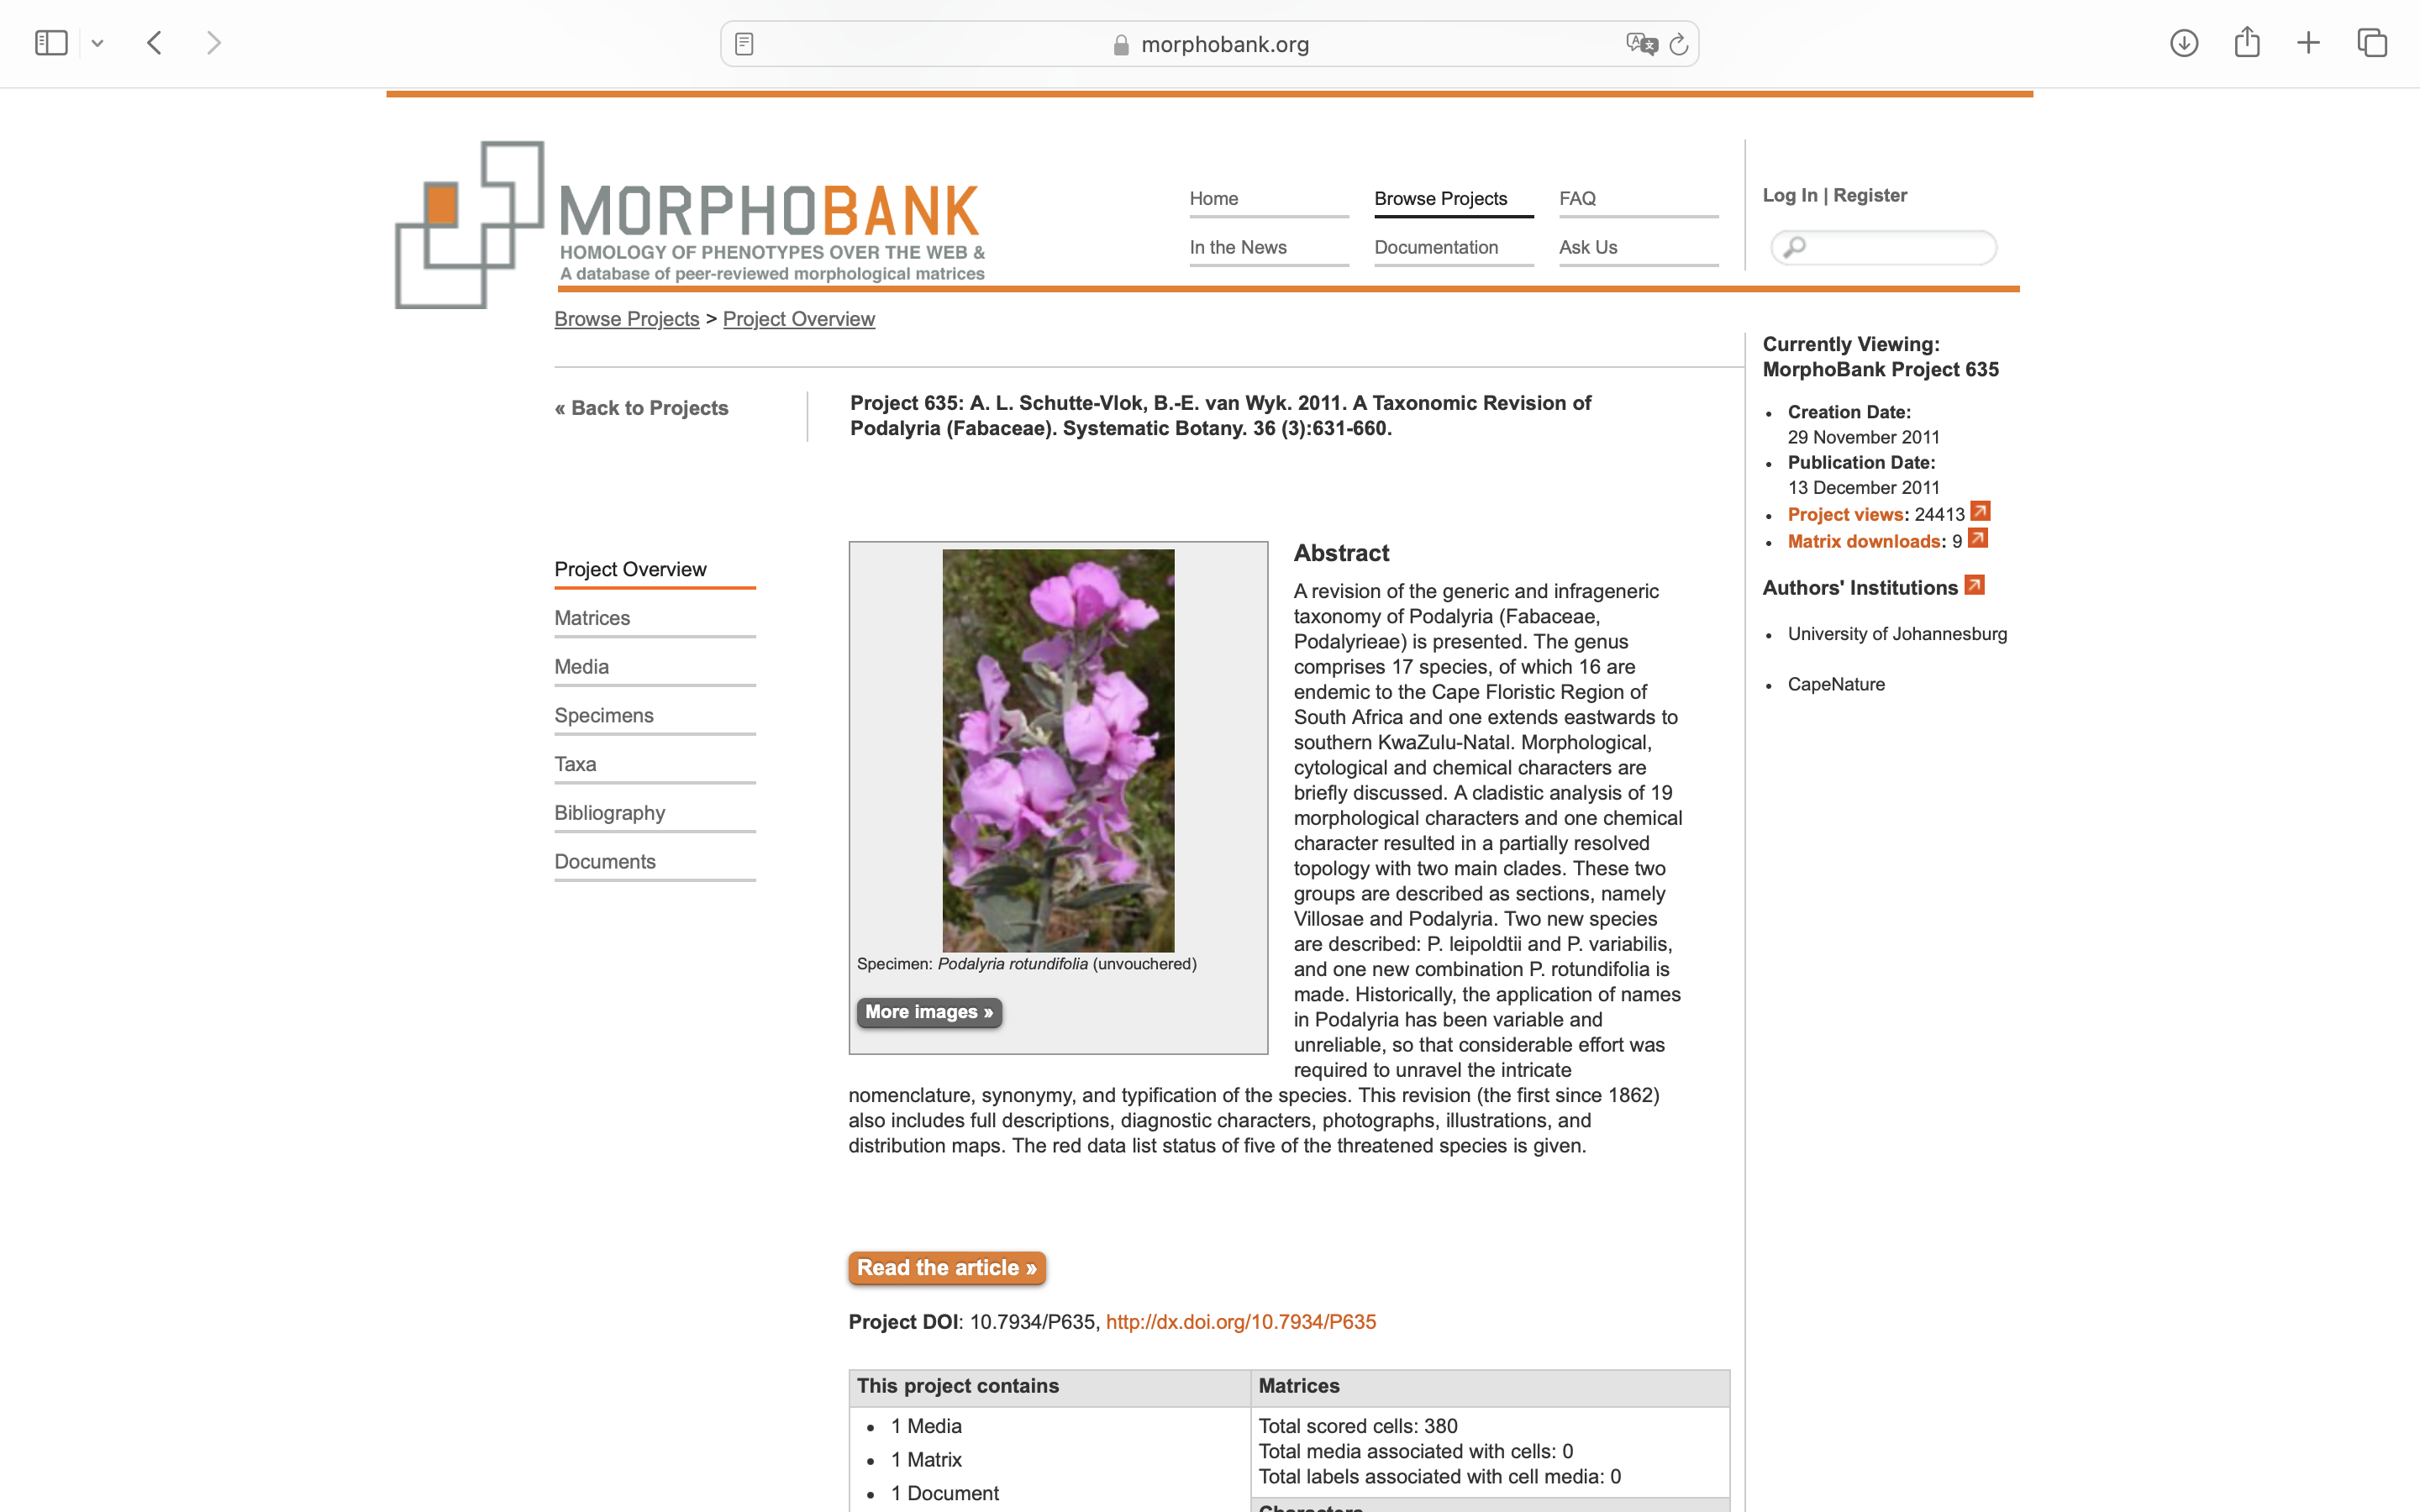 morphobank.org
MORPHOBANK
HOMOLOGY OF PHENOTYPES OVER THE WEB &
A database of peer-reviewed morphological matrices
Home
Browse Projects
FAQ
In the News
Documentation
Ask Us
Log In | Register
Browse Projects > Project Overview
« Back to Projects
Project 635: A. L. Schutte-Vlok, B.-E. van Wyk. 2011. A Taxonomic Revision of
Podalyria (Fabaceae). Systematic Botany. 36 (3):631-660.
Project Overview
Matrices
Media
Specimens
Taxa
Bibliography
Documents
Specimen: Podalyria rotundifolia (unvouchered)
More images »
Abstract
A revision of the generic and infrageneric
taxonomy of Podalyria (Fabaceae,
Podalyrieae) is presented. The genus
comprises 17 species, of which 16 are
endemic to the Cape Floristic Region of
South Africa and one extends eastwards to
southern KwaZulu-Natal. Morphological,
cytological and chemical characters are
briefly discussed. A cladistic analysis of 19
morphological characters and one chemical
character resulted in a partially resolved
topology with two main clades. These two
groups are described as sections, namely
Villosae and Podalyria. Two new species
are described: P. leipoldtii and P. variabilis,
and one new combination P. rotundifolia is
made. Historically, the application of names
in Podalyria has been variable and
unreliable, so that considerable effort was
required to unravel the intricate
nomenclature, synonymy, and typification of the species. This revision (the first since 1862)
also includes full descriptions, diagnostic characters, photographs, illustrations, and
distribution maps. The red data list status of five of the threatened species is given.
Read the article »
Project DOI: 10.7934/P635, http://dx.doi.org/10.7934/P635
This project contains
1 Media
1 Matrix
1 Document
Matrices
Total scored cells: 380
Total media associated with cells: 0
Total labels associated with cell media: 0
Characters
Currently Viewing:
MorphoBank Project 635
Creation Date:
29 November 2011
Publication Date:
13 December 2011
Project views: 24413
Matrix downloads: 9
Authors' Institutions
University of Johannesburg
CapeNature